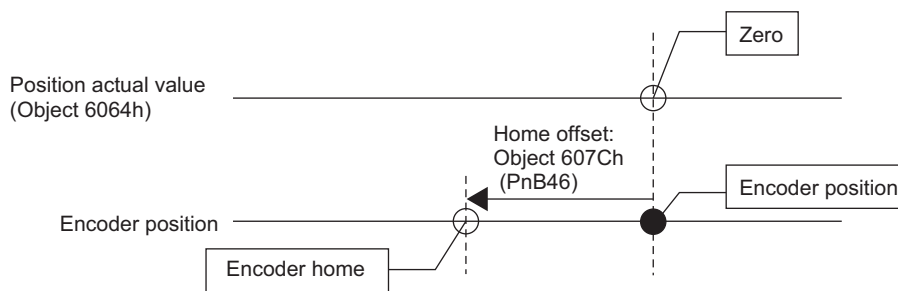 Zero
Position actual value
(Object 6064h)
Home offset:
Object 607Ch
(PnB46)
Encoder position
Encoder position
Encoder home